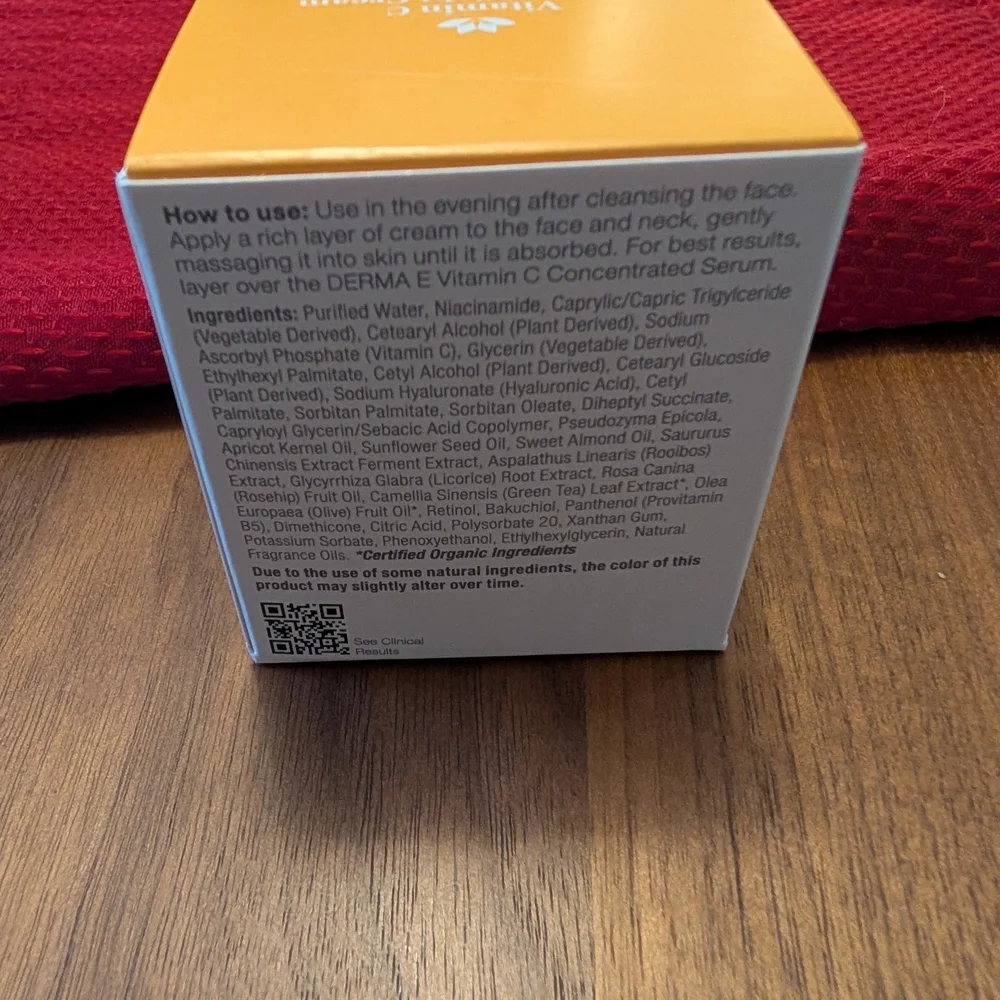 Vitamin C
Cream
How to use: Use in the evening after cleansing the face.
Apply a rich layer of cream to the face and neck, gently
massaging it into skin until it is absorbed. For best results,
layer over the DERMA E Vitamin C Concentrated Serum.
Ingredients: Purified Water, Niacinamide, Caprylic/Capric Trigylceride
(Vegetable Derived), Cetearyl Alcohol (Plant Derived), Sodium
Ascorbyl Phosphate (Vitamin C), Glycerin (Vegetable Derived),
Ethylhexyl Palmitate, Cetyl Alcohol (Plant Derived), Cetearyl Glucoside
(Plant Derived), Sodium Hyaluronate (Hyaluronic Acid), Cetyl
Palmitate, Sorbitan Palmitate, Sorbitan Oleate, Diheptyl Succinate,
Capryloyl Glycerin/Sebacic Acid Copolymer, Pseudozyma Epicola,
Apricot Kernel Oil, Sunflower Seed Oil, Sweet Almond Oil, Saururus
Chinensis Extract Ferment Extract, Aspalathus Linearis (Rooibos)
Extract, Glycyrrhiza Glabra (Licorice) Root Extract, Rosa Canina
(Rosehip) Fruit Oil, Camellia Sinensis (Green Tea) Leaf Extract*, Olea
Europaea (Olive) Fruit Oil*, Retinol, Bakuchiol, Panthenol (Provitamin
B5), Dimethicone, Citric Acid, Polysorbate 20, Xanthan Gum,
Potassium Sorbate, Phenoxyethanol, Ethylhexylglycerin, Natural
Fragrance Oils. *Certified Organic Ingredients
Due to the use of some natural ingredients, the color of this
product may slightly alter over time.
See Clinical
Results